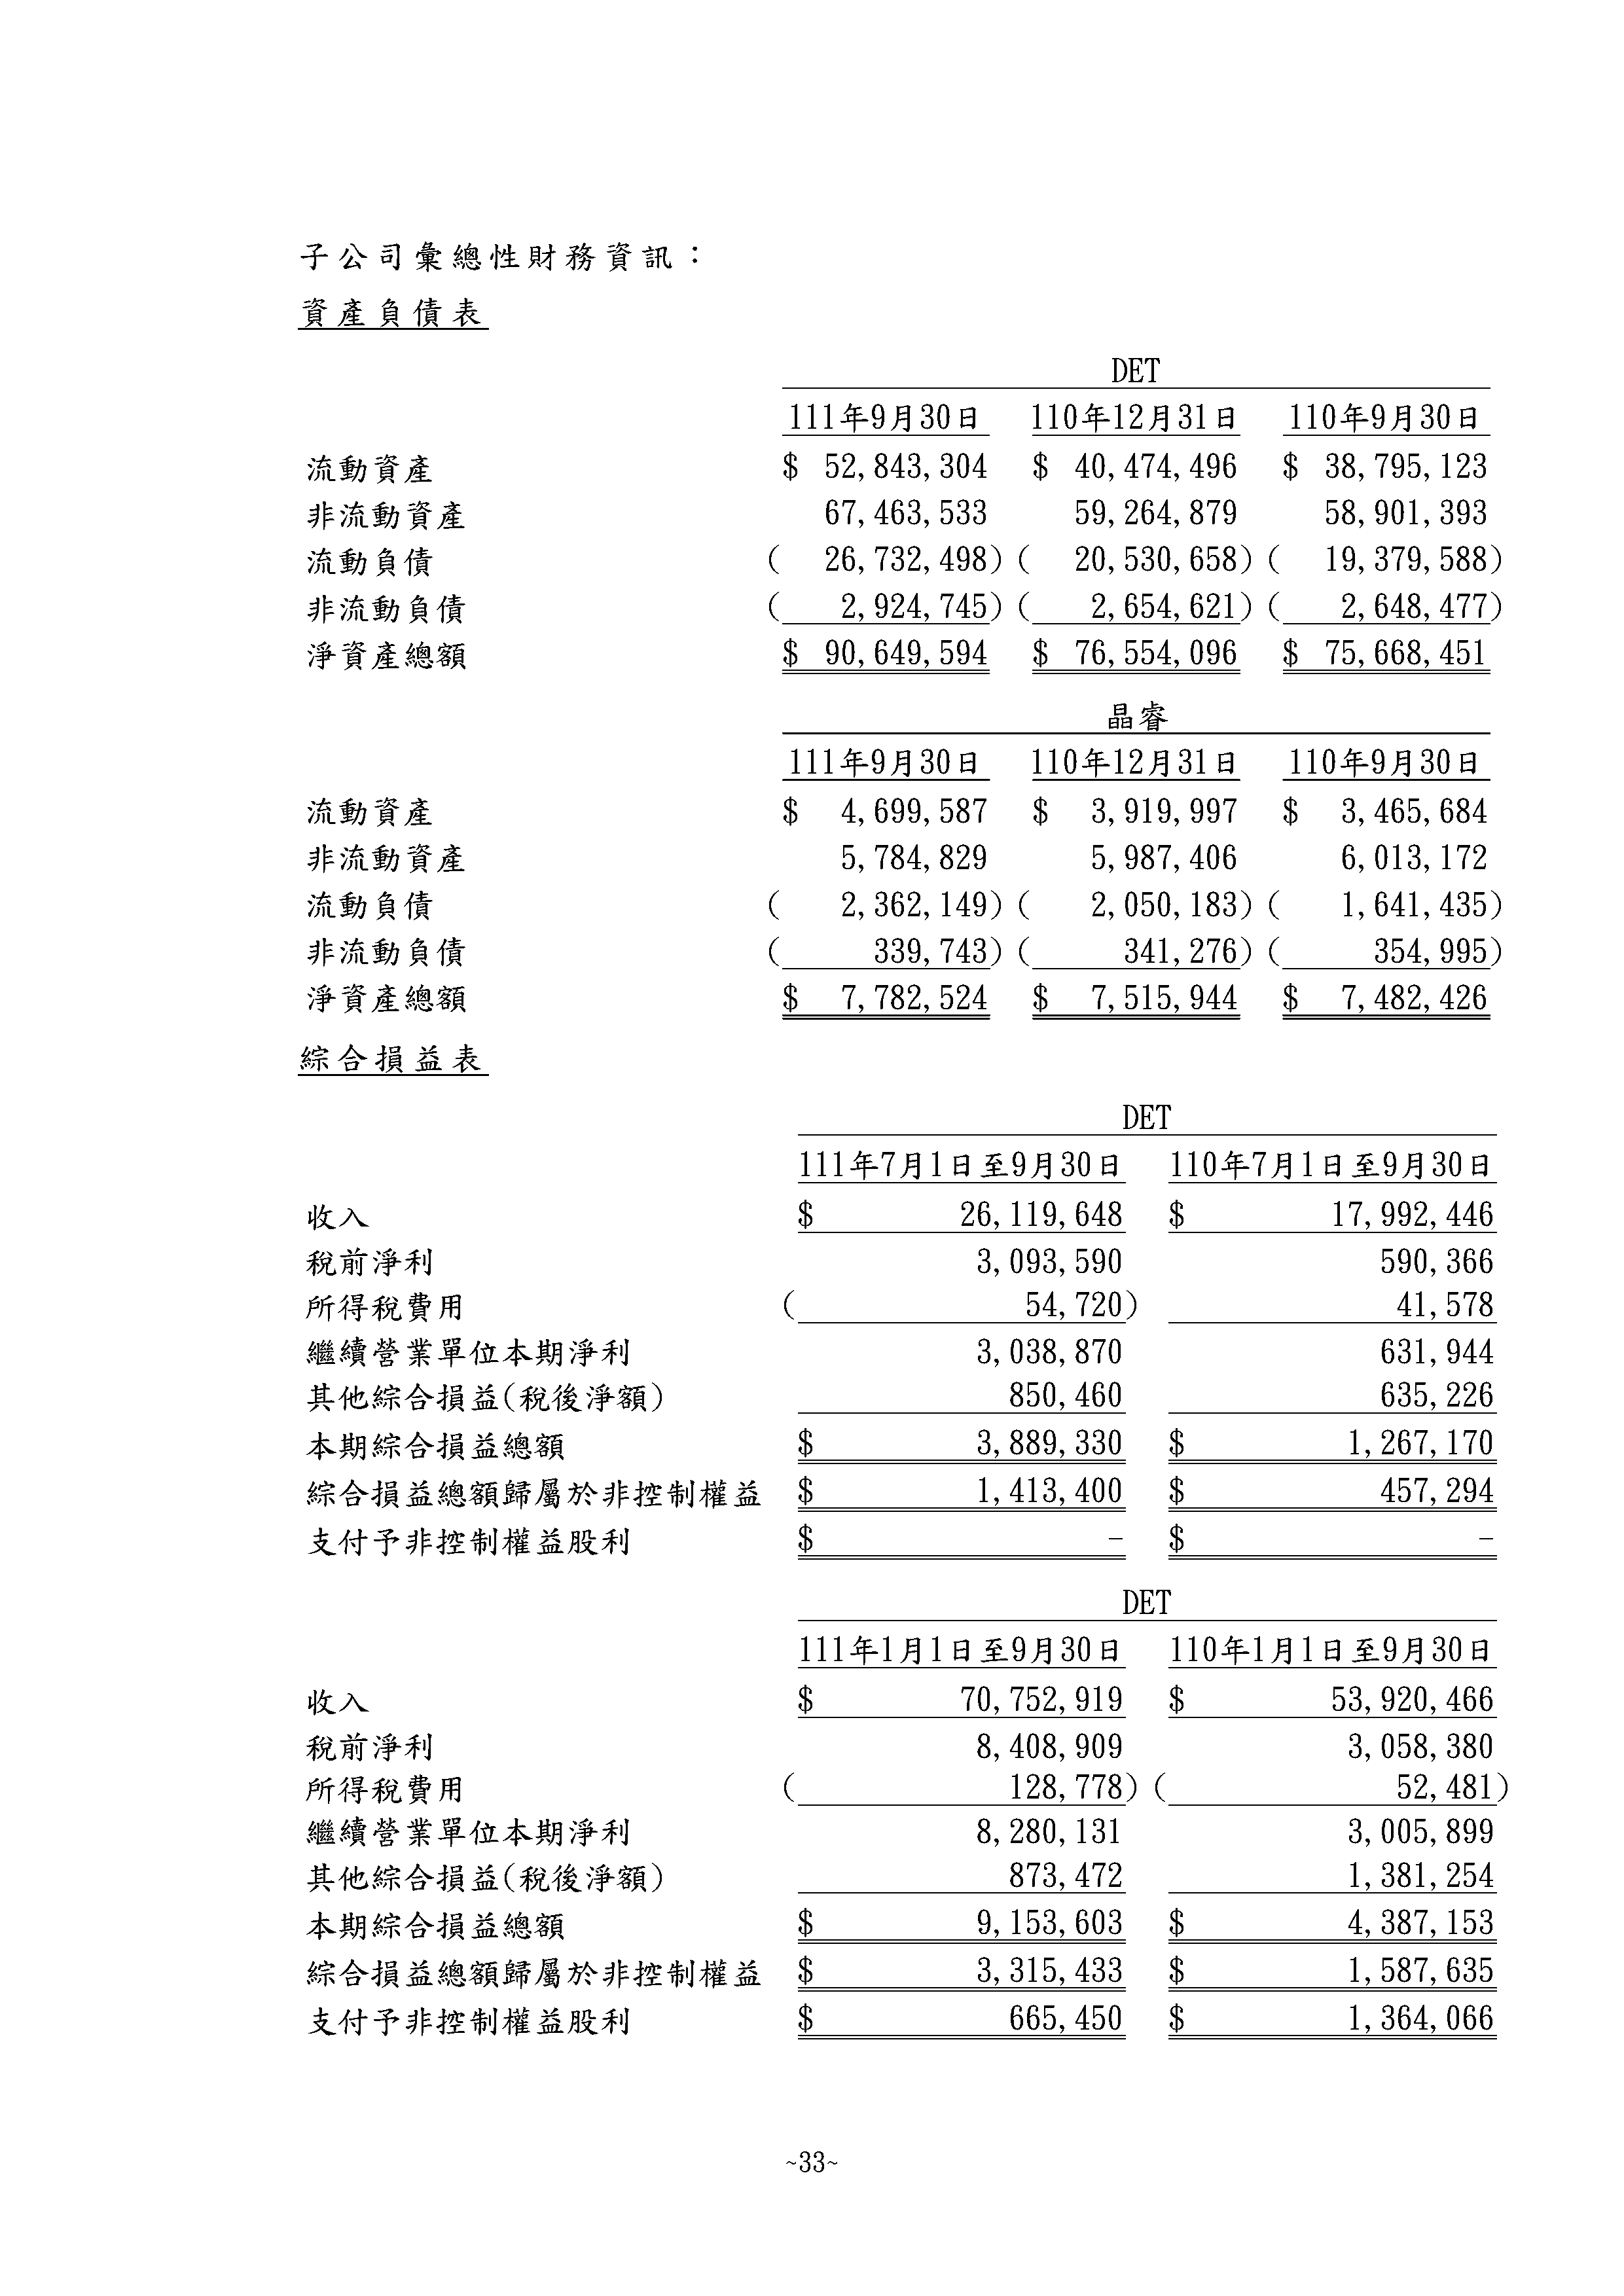 子公司彙總性財務資訊：
資產負債表
DET
111年9月30日 110年12月31日 110年9月30日
流動資產 $ 52,843,304 $ 40,474,496 $ 38,795,123
非流動資產 67,463,533 59,264,879 58,901,393
流動負債 ( 26,732,498) ( 20,530,658) ( 19,379,588)
非流動負債 ( 2,924,745) ( 2,654,621) ( 2,648,477)
淨資產總額 $ 90,649,594 $ 76,554,096 $ 75,668,451
晶睿
111年9月30日 110年12月31日 110年9月30日
流動資產 $ 4,699,587 $ 3,919,997 $ 3,465,684
非流動資產 5,784,829 5,987,406 6,013,172
流動負債 ( 2,362,149) ( 2,050,183) ( 1,641,435)
非流動負債 ( 339,743) ( 341,276) ( 354,995)
淨資產總額 $ 7,782,524 $ 7,515,944 $ 7,482,426
綜合損益表
DET
111年7月1日至9月30日 110年7月1日至9月30日
收入 $ 26,119,648 $ 17,992,446
稅前淨利 3,093,590 590,366
所得稅費用 ( 54,720) 41,578
繼續營業單位本期淨利 3,038,870 631,944
其他綜合損益(稅後淨額) 850,460 635,226
本期綜合損益總額 $ 3,889,330 $ 1,267,170
綜合損益總額歸屬於非控制權益 $ 1,413,400 $ 457,294
支付予非控制權益股利 $ - $ -
DET
111年1月1日至9月30日 110年1月1日至9月30日
收入 $ 70,752,919 $ 53,920,466
稅前淨利 8,408,909 3,058,380
所得稅費用 ( 128,778) ( 52,481)
繼續營業單位本期淨利 8,280,131 3,005,899
其他綜合損益(稅後淨額) 873,472 1,381,254
本期綜合損益總額 $ 9,153,603 $ 4,387,153
綜合損益總額歸屬於非控制權益 $ 3,315,433 $ 1,587,635
支付予非控制權益股利 $ 665,450 $ 1,364,066
~33~